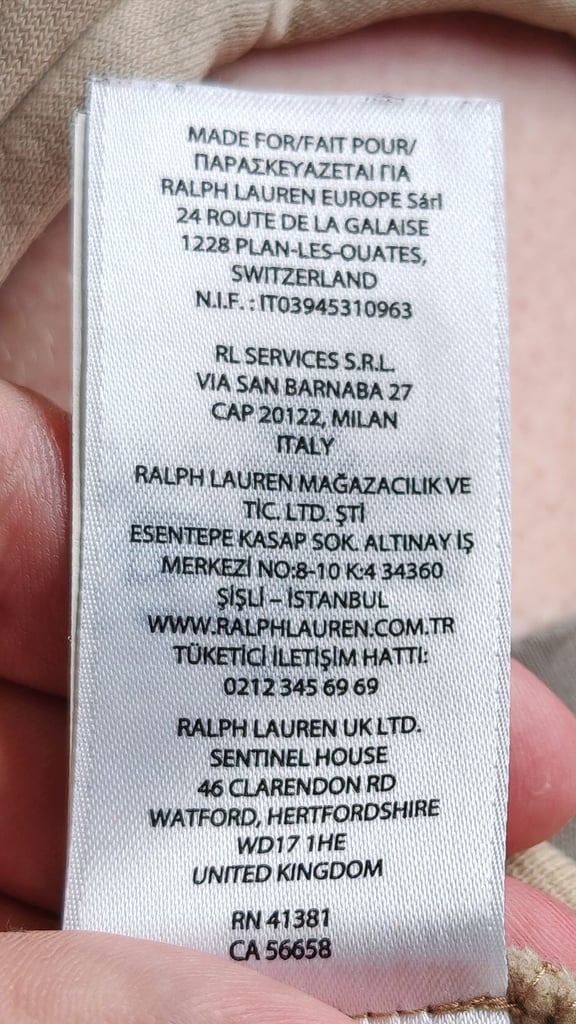 MADE FOR/FAIT POUR/
ΠΑΡΑΣΚΕΥΑΖΕΤΑΙ ΓΙΑ
RALPH LAUREN EUROPE Sárl
24 ROUTE DE LA GALAISE
1228 PLAN-LES-OUATES,
SWITZERLAND
N.I.F. : IT03945310963
RL SERVICES S.R.L.
VIA SAN BARNABA 27
CAP 20122, MILAN
ITALY
RALPH LAUREN MAĞAZACILIK VE
TİC. LTD. ŞTİ
ESENTEPE KASAP SOK. ALTINAY İŞ
MERKEZİ NO:8-10 K:4 34360
ŞİŞLİ – İSTANBUL
WWW.RALPHLAUREN.COM.TR
TÜKETİCİ İLETİŞİM HATTI:
0212 345 69 69
RALPH LAUREN UK LTD.
SENTINEL HOUSE
46 CLARENDON RD
WATFORD, HERTFORDSHIRE
WD17 1HE
UNITED KINGDOM
RN 41381
CA 56658